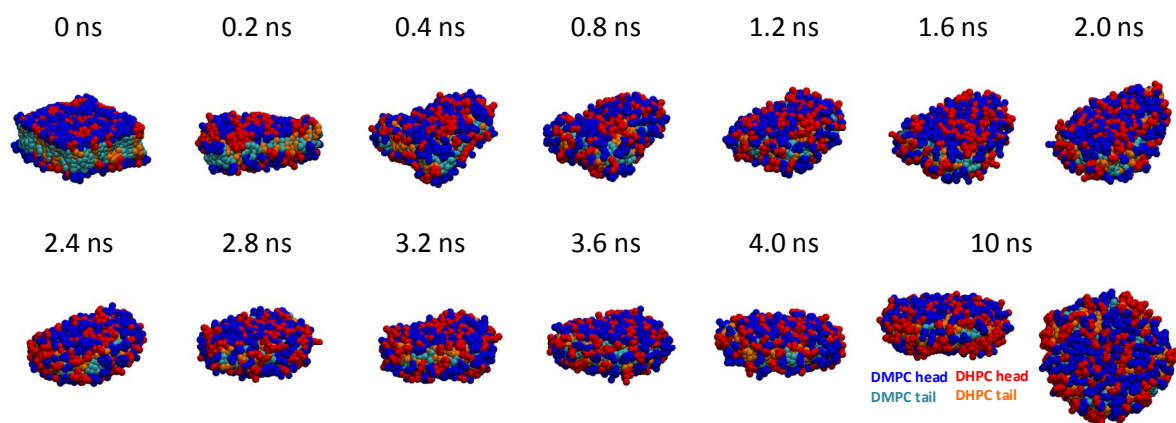 0 ns 0.2 ns 0.4 ns 0.8 ns 1.2 ns 1.6 ns 2.0 ns
2.4 ns 2.8 ns 3.2 ns 3.6 ns 4.0 ns 10 ns
DMPC head DHPC head
DMPC tail DHPC tail